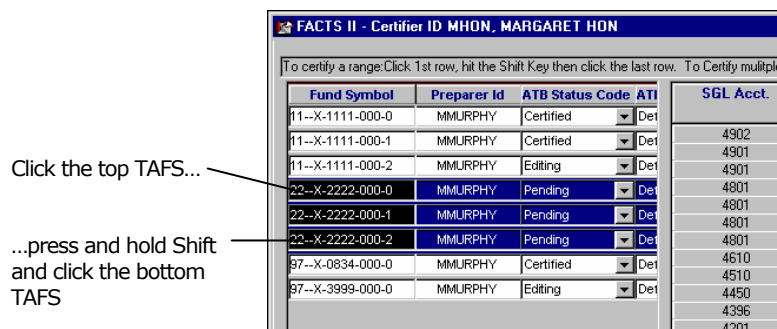 FACTS II - Certifier ID MHON, MARGARET HON
To certify a range:Click 1st row, hit the Shift Key then click the last row. To Certify mulitple
Fund Symbol Preparer Id ATB Status Code ATI SGL Acct.
11--X-1111-000-0 MMURPHY Certified Det
11--X-1111-000-1 MMURPHY Certified Det
11--X-1111-000-2 MMURPHY Editing Det
22--X-2222-000-0 MMURPHY Pending Det
22--X-2222-000-1 MMURPHY Pending Det
22--X-2222-000-2 MMURPHY Pending Det
97--X-0834-000-0 MMURPHY Certified Det
97--X-3999-000-0 MMURPHY Editing Det
4902
4901
4901
4801
4801
4801
4801
4610
4510
4450
4396
4201
Click the top TAFS…
…press and hold Shift
and click the bottom
TAFS